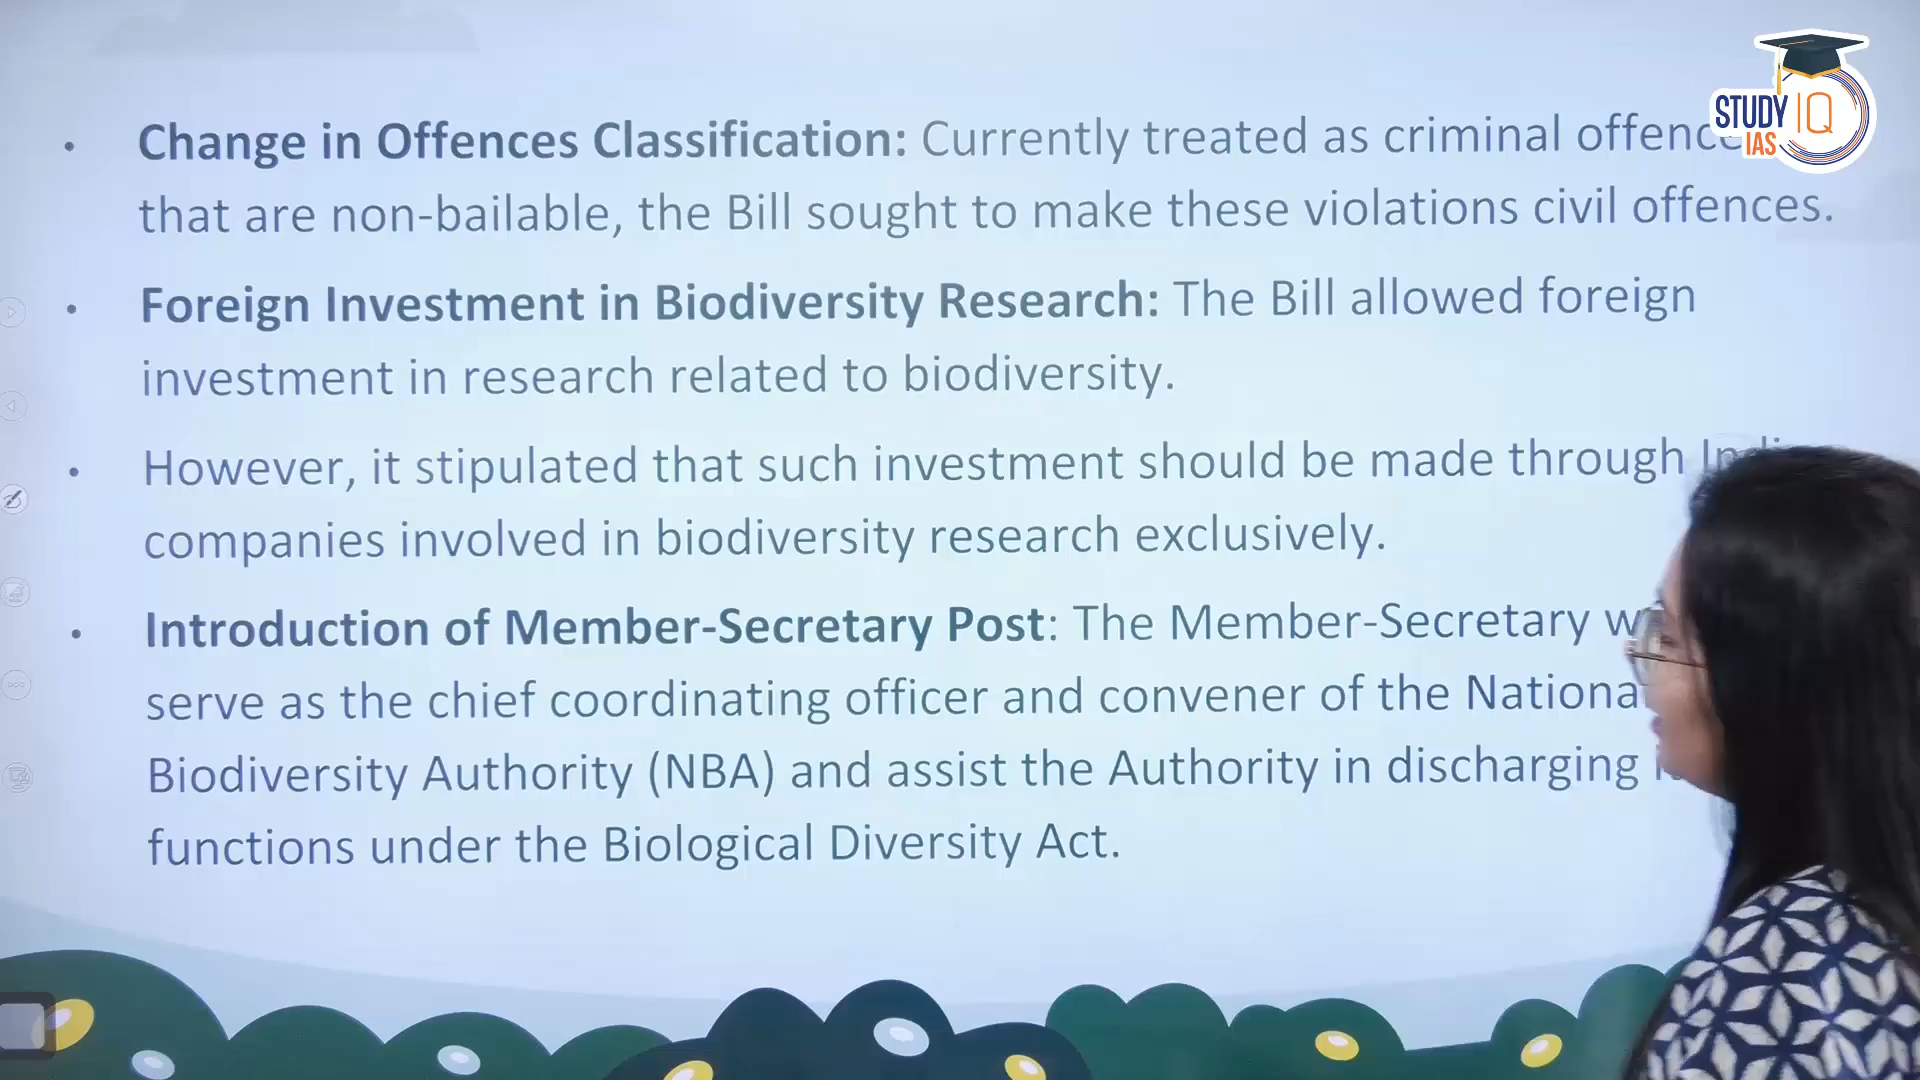 STUDY IQ
IAS
• Change in Offences Classification: Currently treated as criminal
that are non-bailable, the Bill sought to make these violations civil offences.
• Foreign Investment in Biodiversity Research: The Bill allowed foreign
investment in research related to biodiversity.
• However, it stipulated that such investment should be made through
companies involved in biodiversity research exclusively.
• Introduction of Member-Secretary Post: The Member-Secretary
serve as the chief coordinating officer and convener of the
Biodiversity Authority (NBA) and assist the Authority in discharging
functions under the Biological Diversity Act.